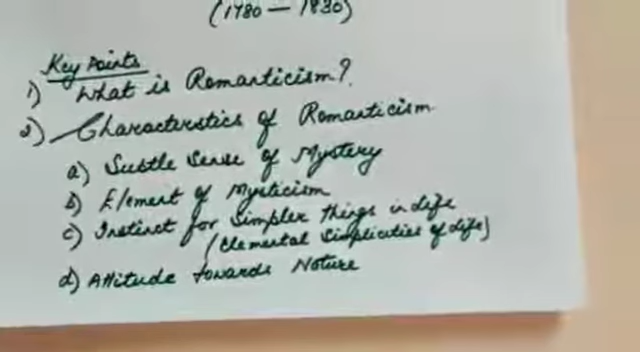 (1780 — 1830)
Key Points
1) What is Romanticism?
2) Characterstics of Romanticism
a) Subtle Sense of Mystery
b) Element of Mysticism
c) Instinct for Simpler things in life
(Elemental Simplicities of life)
d) Attitude towards Nature